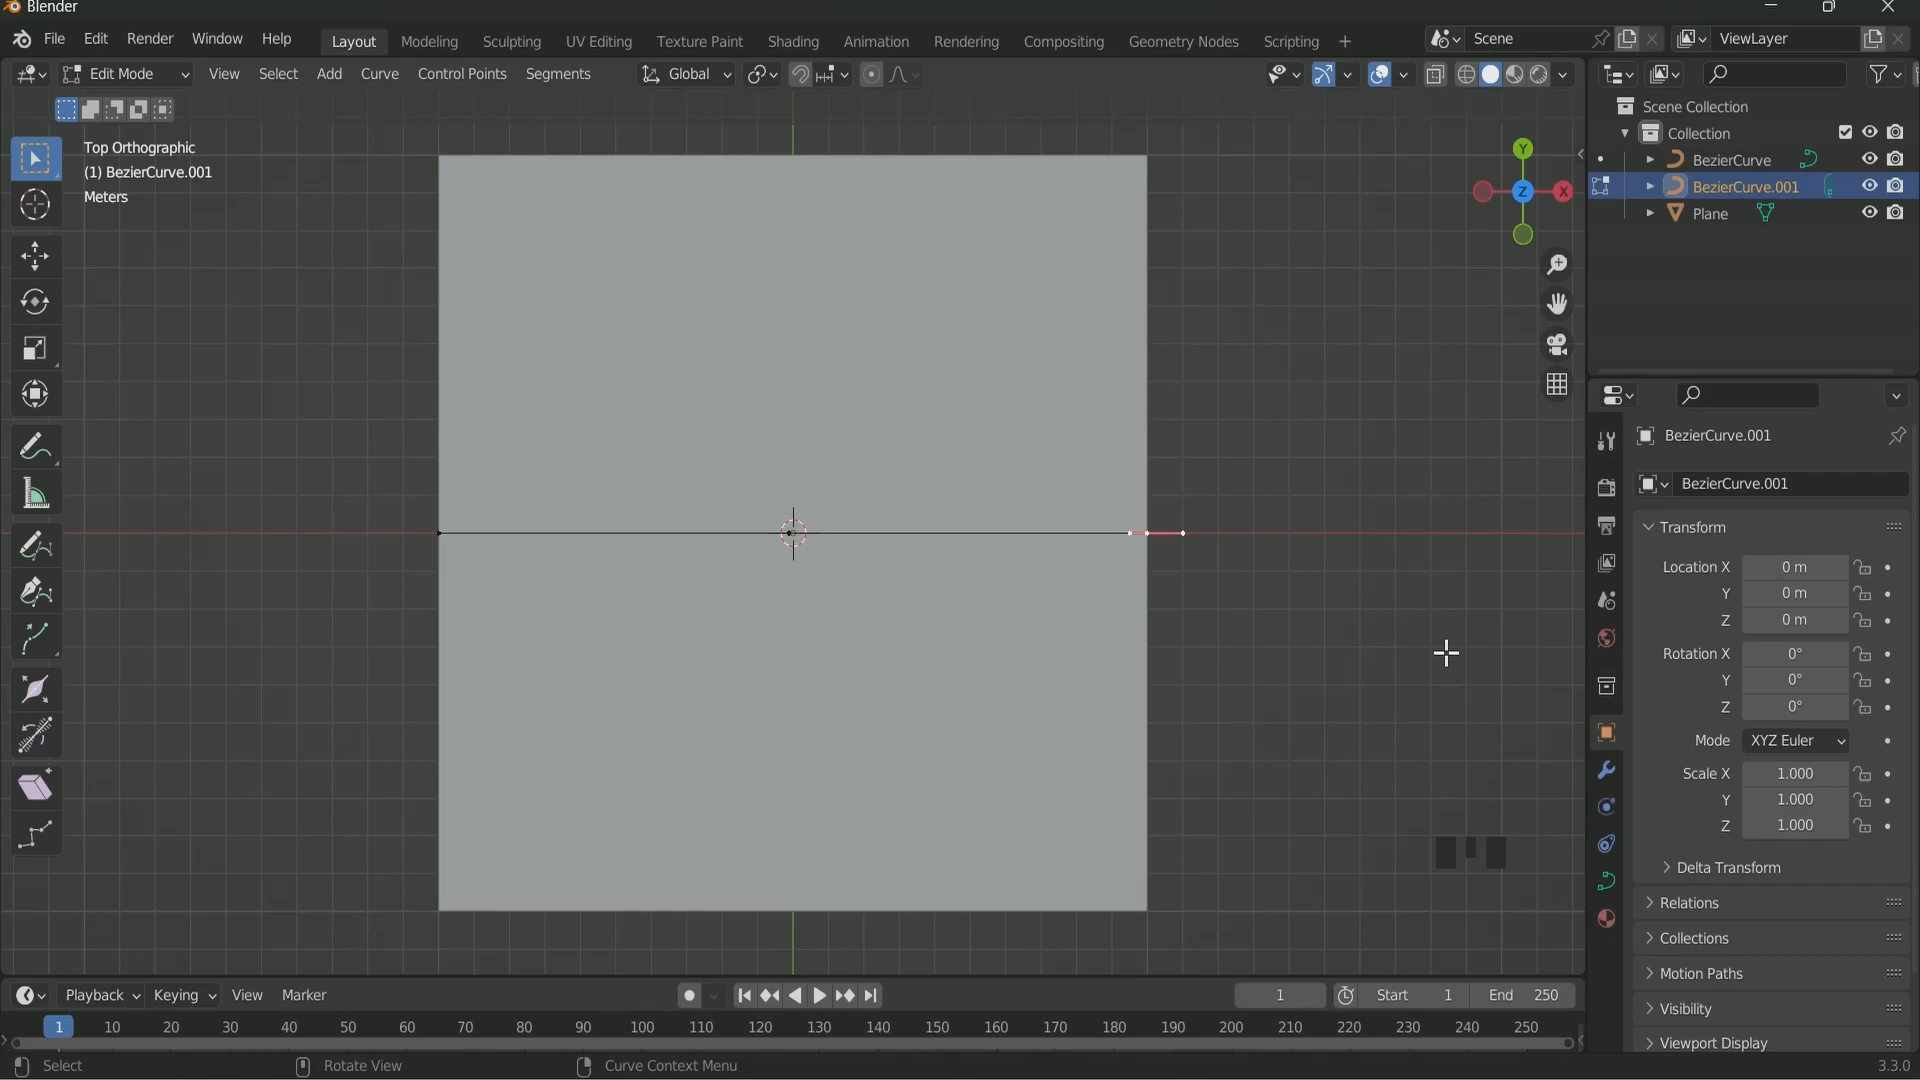 Blender
File Edit Render Window Help Layout Modeling Sculpting UV Editing Texture Paint Shading Animation Rendering Compositing Geometry Nodes Scripting + Scene ViewLayer
Edit Mode View Select Add Curve Control Points Segments Global
Top Orthographic
(1) BezierCurve.001
Meters
Y
Z
X
Scene Collection
Collection
BezierCurve
BezierCurve.001
Plane
BezierCurve.001
BezierCurve.001
Transform
Location X 0 m
Y 0 m
Z 0 m
Rotation X 0°
Y 0°
Z 0°
Mode XYZ Euler
Scale X 1.000
Y 1.000
Z 1.000
Delta Transform
Relations
Collections
Motion Paths
Visibility
Viewport Display
Playback Keying View Marker 1 Start 1 End 250
1 10 20 30 40 50 60 70 80 90 100 110 120 130 140 150 160 170 180 190 200 210 220 230 240 250
Select Rotate View Curve Context Menu 3.3.0